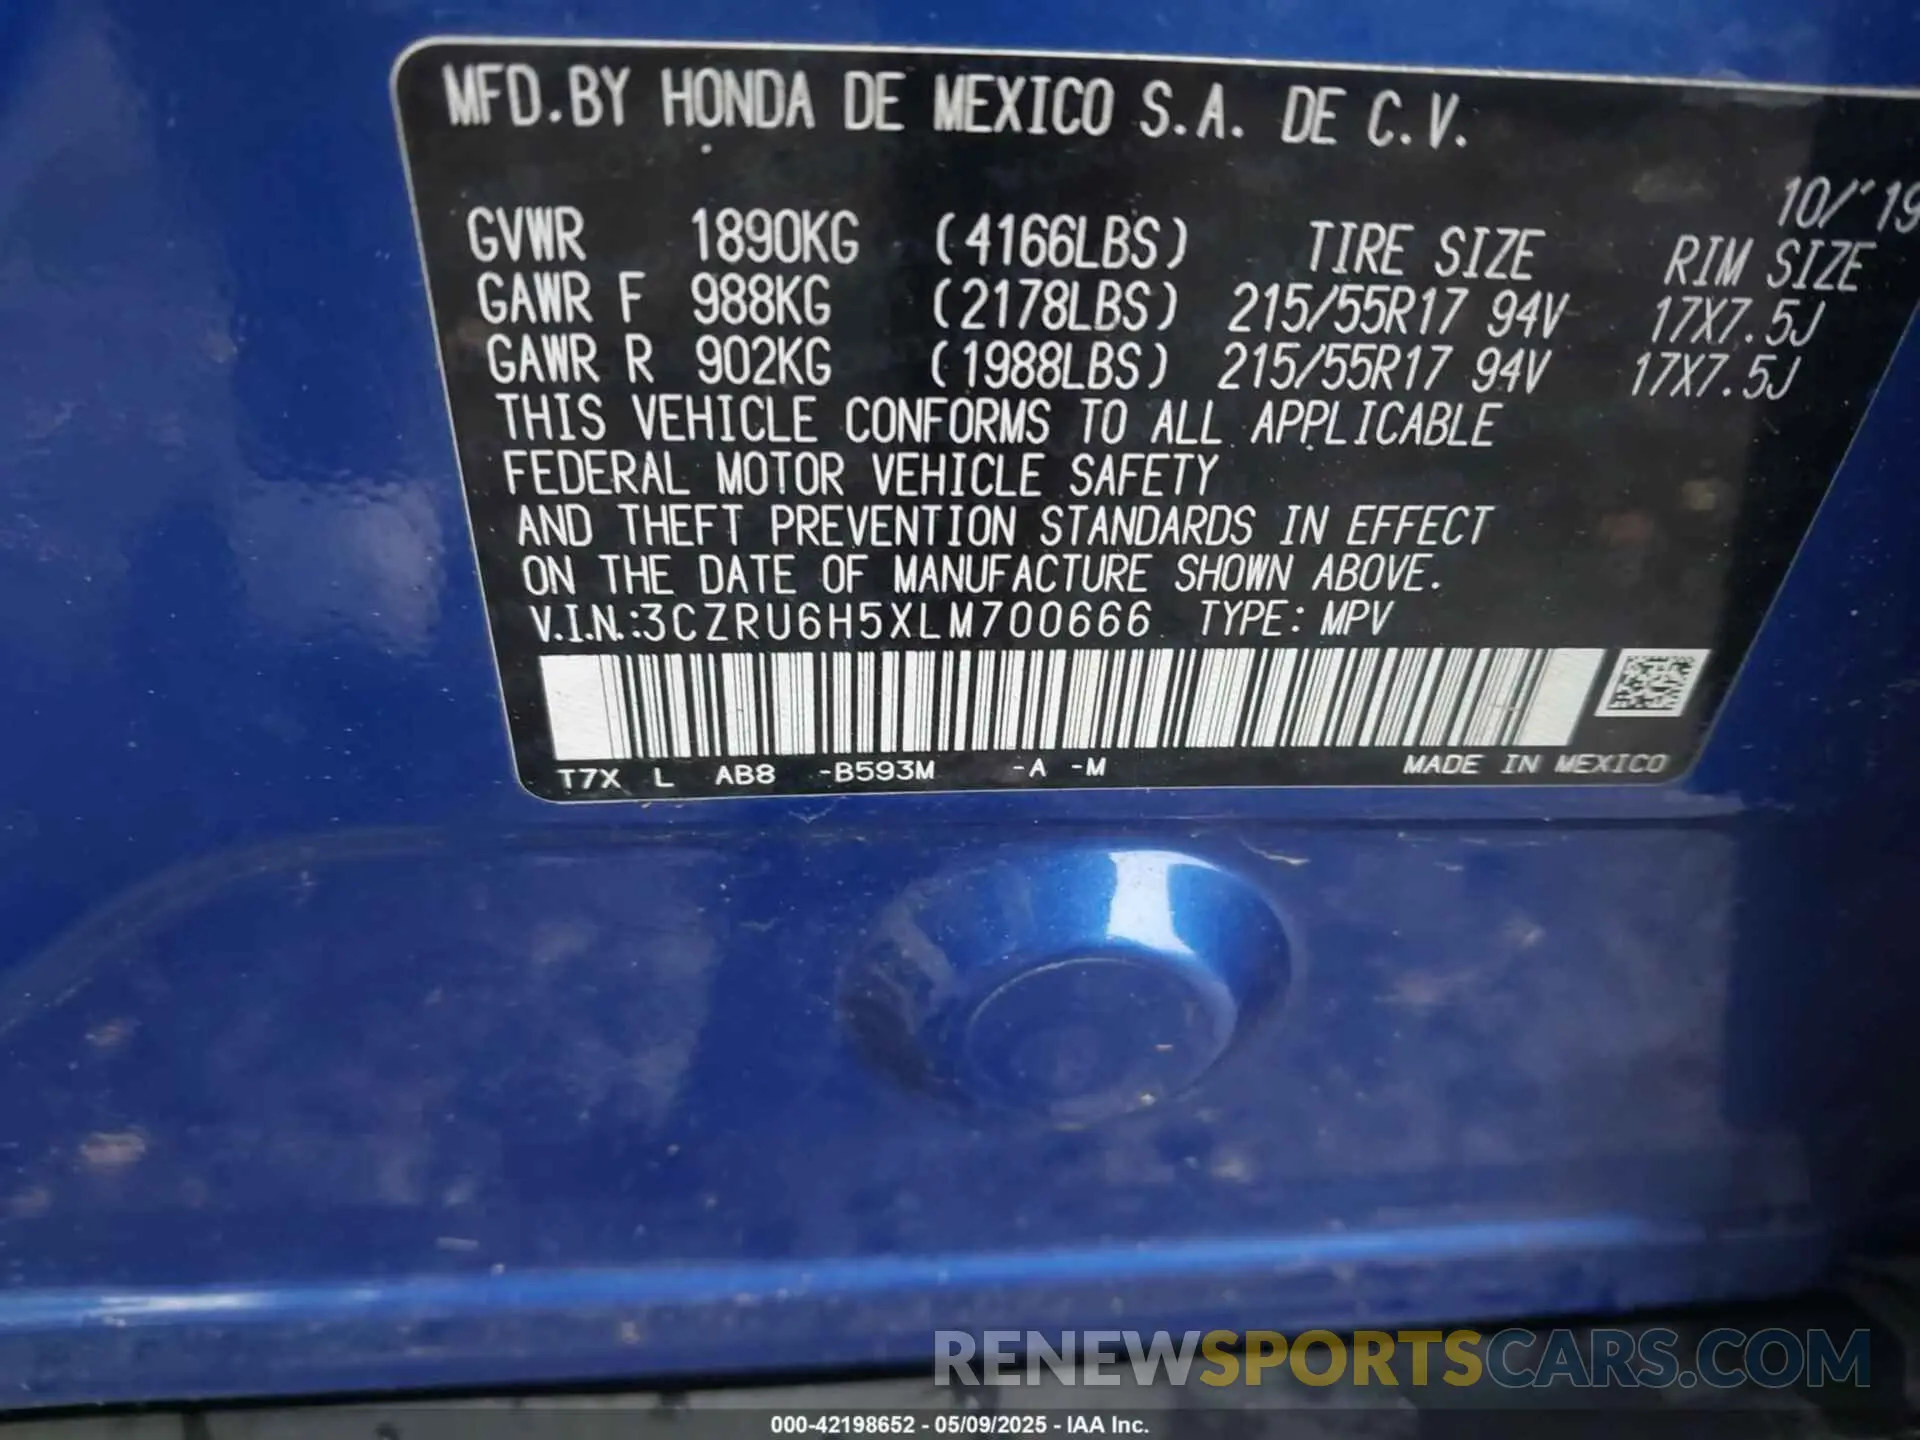 MFD.BY HONDA DE MEXICO S.A. DE C.V.
10/'19
GVWR 1890KG (4166LBS) TIRE SIZE RIM SIZE
GAWR F 988KG (2178LBS) 215/55R17 94V 17X7.5J
GAWR R 902KG (1988LBS) 215/55R17 94V 17X7.5J
THIS VEHICLE CONFORMS TO ALL APPLICABLE
FEDERAL MOTOR VEHICLE SAFETY
AND THEFT PREVENTION STANDARDS IN EFFECT
ON THE DATE OF MANUFACTURE SHOWN ABOVE.
V.I.N.:3CZRU6H5XLM700666 TYPE: MPV
T7X L AB8 -B593M -A -M MADE IN MEXICO
RENEWSPORTSCARS.COM
000-42198652 - 05/09/2025 - IAA Inc.